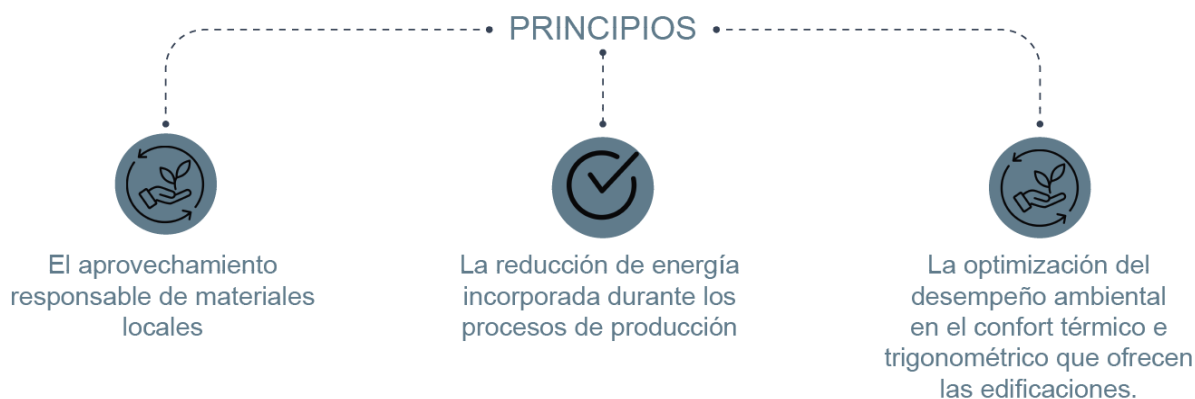 PRINCIPIOS
El aprovechamiento
responsable de materiales
locales
La reducción de energía
incorporada durante los
procesos de producción
La optimización del
desempeño ambiental
en el confort térmico e
trigonométrico que ofrecen
las edificaciones.